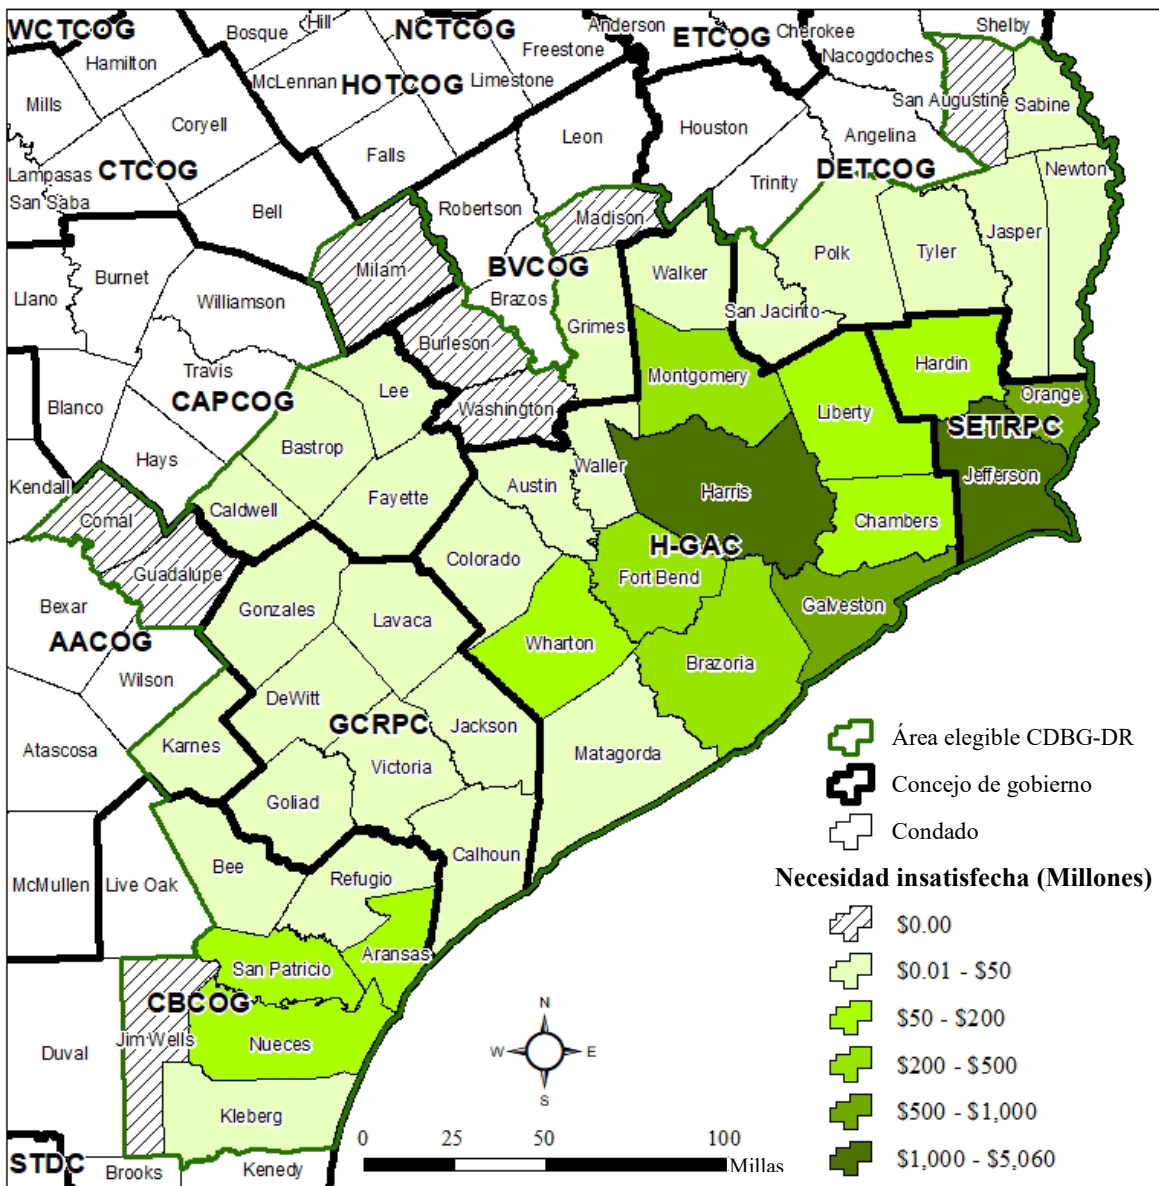 WCTCOG
Bosque
Hill
NCTCOG
Anderson
ETCOG
Cherokee
Shelby
Hamilton
Freestone
Nacogdoches
McLennan
HOTCOG
Limestone
Mills
San Augustine
Sabine
Coryell
Leon
Houston
Angelina
Falls
Lampasas
CTCOG
DETCOG
Newton
San Saba
Bell
Robertson
Trinity
Madison
Jasper
Milam
BVCOG
Polk
Tyler
Burnet
Walker
Llano
Williamson
Brazos
San Jacinto
Grimes
Burleson
Hardin
Travis
Montgomery
Lee
Orange
Blanco
CAPCOG
Washington
Liberty
SETRPC
Bastrop
Hays
Waller
Jefferson
Kendall
Austin
Harris
Caldwell
Fayette
Comal
Chambers
H-GAC
Colorado
Guadalupe
Fort Bend
Bexar
Gonzales
Galveston
Lavaca
AACOG
Wharton
Brazoria
Wilson
DeWitt
GCRPC
Jackson
Karnes
Atascosa
Matagorda
Victoria
Goliad
Calhoun
Bee
Refugio
McMullen
Live Oak
Aransas
San Patricio
CBCOG
Jim Wells
Nueces
Duval
Kleberg
STDC
Brooks
Kenedy
N
W
E
S
0
25
50
100
Millas
Área elegible CDBG-DR
Concejo de gobierno
Condado
Necesidad insatisfecha (Millones)
$0.00
$0.01 - $50
$50 - $200
$200 - $500
$500 - $1,000
$1,000 - $5,060